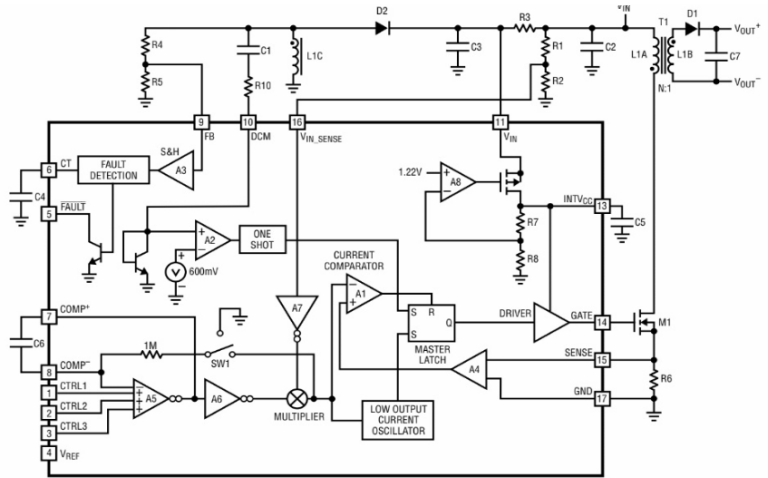 VIN
D2
R3
T1
D1
VOUT+
R4
C1
L1C
C3
R1
C2
L1A
L1B
C7
R5
R10
R2
N:1
VOUT−
9
10
16
11
FB
DCM
VIN_SENSE
VIN
6
CT
FAULT DETECTION
S&H
A3
1.22V
A8
C4
INTVCC
13
5
FAULT
R7
C5
A2
ONE SHOT
R8
600mV
CURRENT COMPARATOR
A1
A7
S
R
Q
DRIVER
GATE
14
M1
7
COMP+
S
MASTER LATCH
C6
1M
SW1
SENSE
15
8
COMP−
A4
R6
1
CTRL1
2
CTRL2
A5
A6
GND
17
3
CTRL3
MULTIPLIER
LOW OUTPUT CURRENT OSCILLATOR
4
VREF